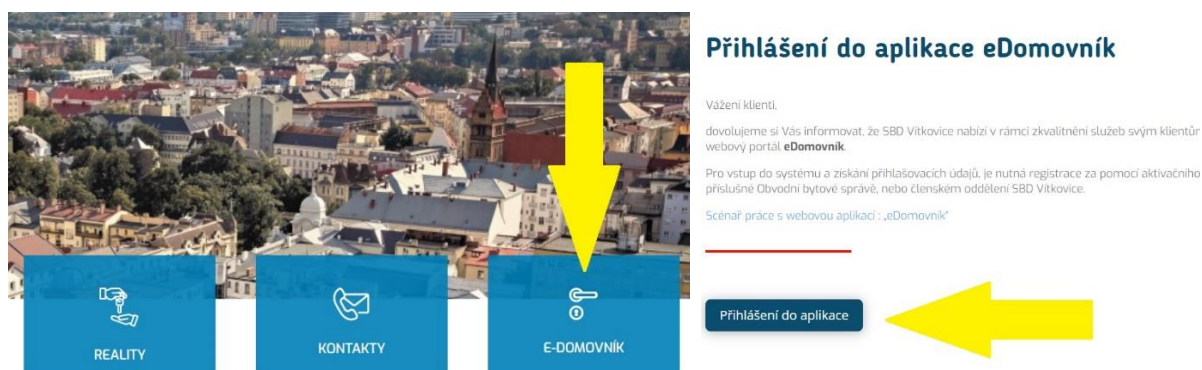 REALITY
KONTAKTY
E-DOMOVNÍK
Přihlášení do aplikace eDomovník
Vážení klienti,
dovolujeme si Vás informovat, že SBD Vítkovice nabízí v rámci zkvalitnění služeb svým klientům
webový portál eDomovník.
Pro vstup do systému a získání přihlašovacích údajů, je nutná registrace za pomocí aktivačního
příslušné Obvodní bytové správě, nebo členském oddělení SBD Vítkovice.
Scénář práce s webovou aplikací : „eDomovník"
Přihlášení do aplikace